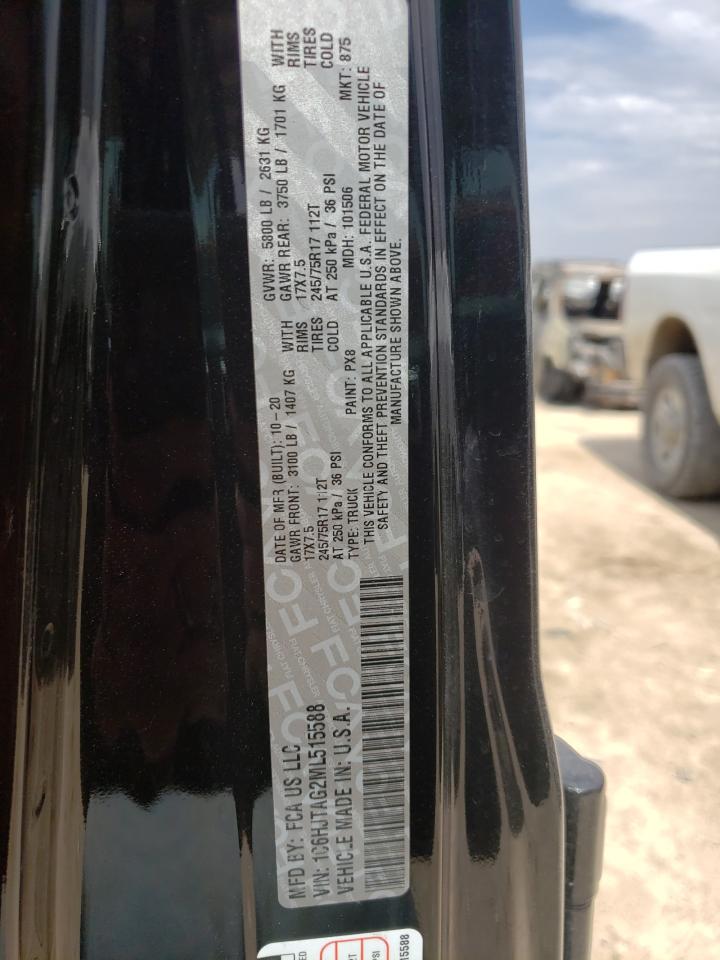 MFD BY: FCA US LLC
VIN: 1C6HJTAG2ML515588
VEHICLE MADE IN: U.S.A.
DATE OF MFR (BUILT): 10-20 GVWR: 5800 LB / 2631 KG
GAWR FRONT: 3100 LB / 1407 KG WITH GAWR REAR: 3750 LB / 1701 KG WITH
17X7.5 RIMS 17X7.5 RIMS
245/75R17 112T TIRES 245/75R17 112T TIRES
AT 250 kPa / 36 PSI COLD AT 250 kPa / 36 PSI COLD
TYPE: TRUCK PAINT: PX8 MDH: 101506 MKT: 875
THIS VEHICLE CONFORMS TO ALL APPLICABLE U.S.A. FEDERAL MOTOR VEHICLE
SAFETY AND THEFT PREVENTION STANDARDS IN EFFECT ON THE DATE OF
MANUFACTURE SHOWN ABOVE.
2T
PSI
15588